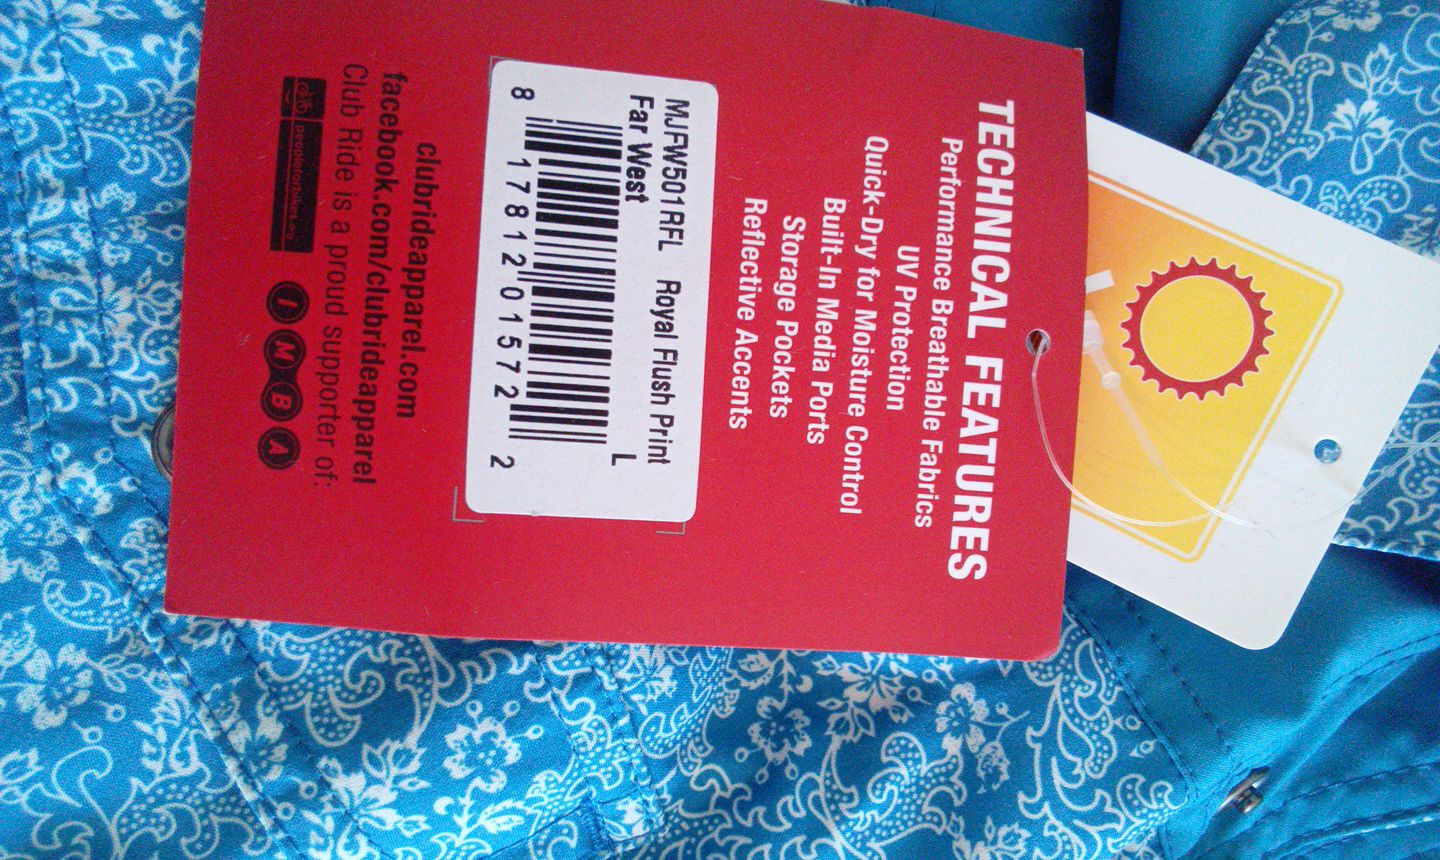 TECHNICAL FEATURES
Performance Breathable Fabrics
UV Protection
Quick-Dry for Moisture Control
Built-In Media Ports
Storage Pockets
Reflective Accents
MJFW501RFL Royal Flush Print
Far West L
8 17812 01572 2
clubrideapparel.com
facebook.com/clubrideapparel
Club Ride is a proud supporter of:
peopleforbikes.org
I M B A